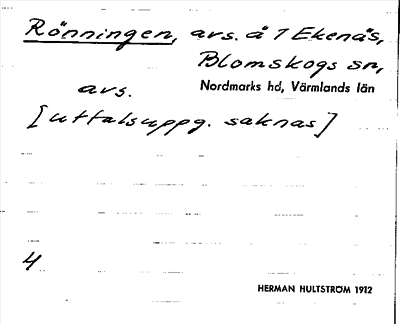 Rönningen, avs. å 1 Ekenäs,
Blomskogs sn,
Nordmarks hd, Värmlands län
avs.
[uttalsuppg. saknas]
4
HERMAN HULTSTRÖM 1912